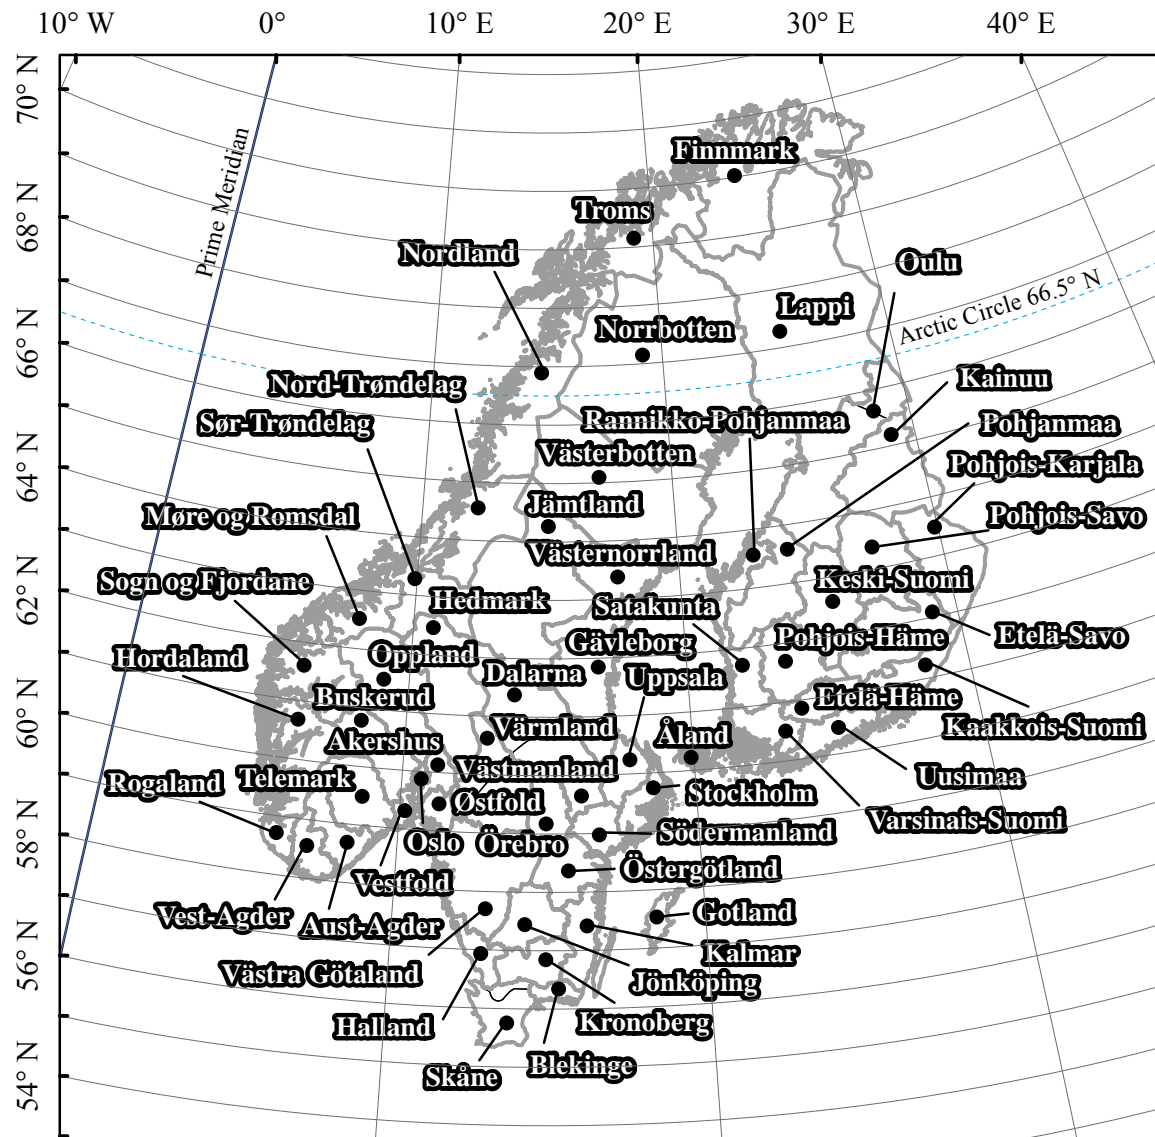 10° W
0°
10° E
20° E
30° E
40° E
70° N
68° N
66° N
64° N
62° N
60° N
58° N
56° N
54° N
Prime Meridian
Arctic Circle 66.5° N
Finnmark
Troms
Nordland
Oulu
Lappi
Norrbotten
Kainuu
Nord-Trøndelag
Rannikko-Pohjanmaa
Pohjanmaa
Sør-Trøndelag
Västerbotten
Pohjois-Karjala
Jämtland
Møre og Romsdal
Pohjois-Savo
Västernorrland
Sogn og Fjordane
Keski-Suomi
Hedmark
Satakunta
Etelä-Savo
Pohjois-Häme
Gävleborg
Oppland
Hordaland
Dalarna
Uppsala
Buskerud
Etelä-Häme
Kaakkois-Suomi
Värmland
Åland
Akershus
Västmanland
Uusimaa
Rogaland
Telemark
Stockholm
Østfold
Varsinais-Suomi
Södermanland
Oslo
Örebro
Östergötland
Vestfold
Gotland
Vest-Agder
Aust-Agder
Kalmar
Västra Götaland
Jönköping
Kronoberg
Halland
Blekinge
Skåne